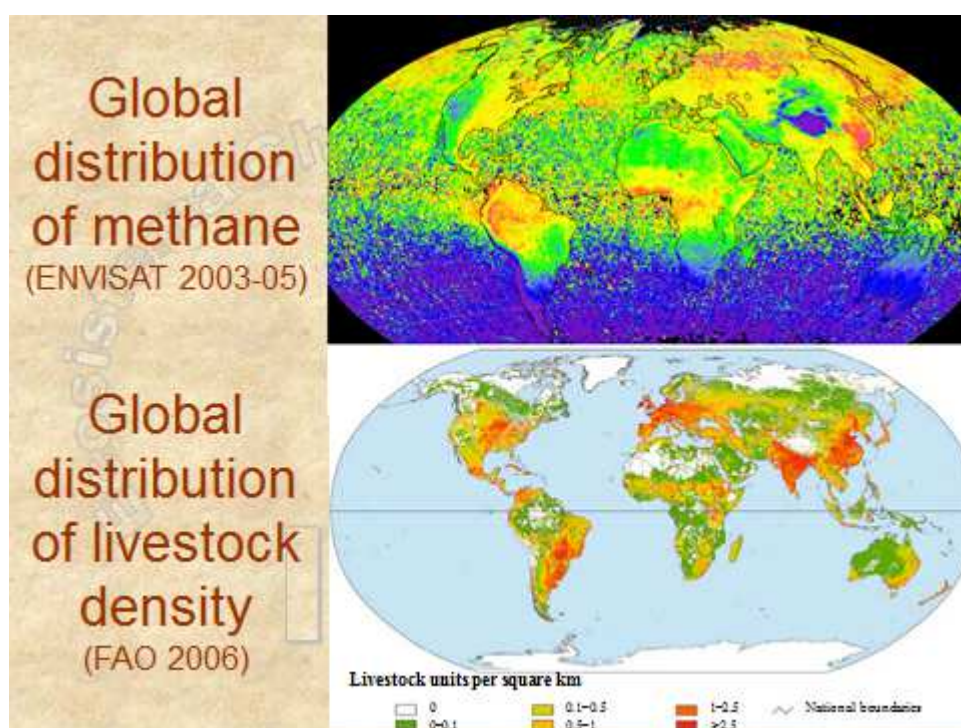 Global
distribution
of methane
(ENVISAT 2003-05)
Global
distribution
of livestock
density
(FAO 2006)
Livestock units per square km
0
0.1-0.5
1-0.5
National boundaries
0-0.1
0.5-1
≥2.5